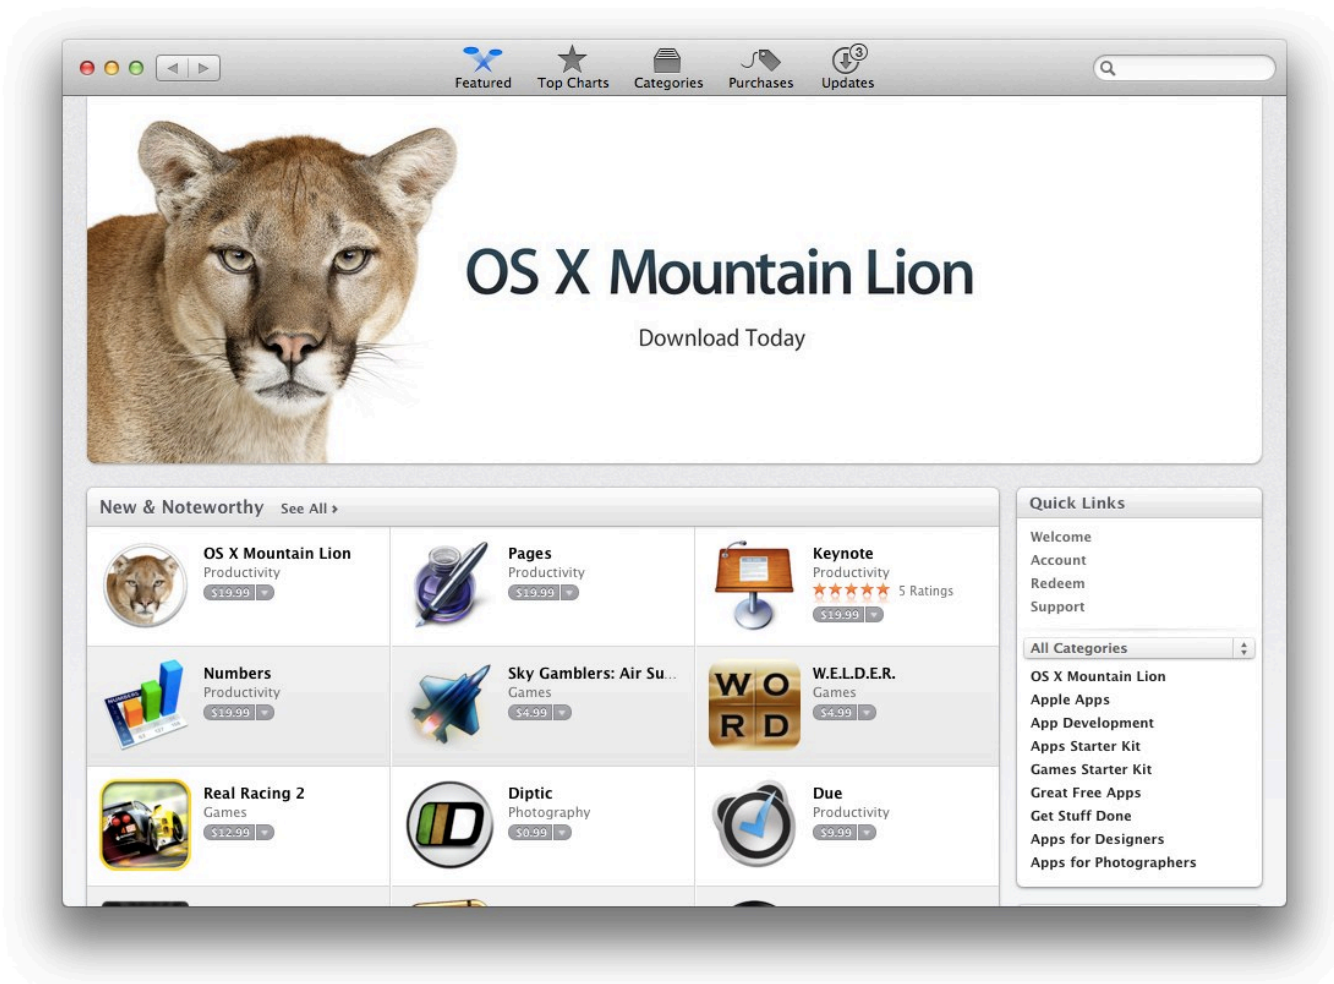 Featured
Top Charts
Categories
Purchases
Updates
3
OS X Mountain Lion
Download Today
New & Noteworthy See All ›
OS X Mountain Lion
Productivity
$19.99
Pages
Productivity
$19.99
Keynote
Productivity
5 Ratings
$19.99
NUMBERS
Numbers
Productivity
$19.99
Sky Gamblers: Air Su...
Games
$4.99
WO
RD
W.E.L.D.E.R.
Games
$4.99
Real Racing 2
Games
$12.99
D
Diptic
Photography
$0.99
Due
Productivity
$9.99
Quick Links
Welcome
Account
Redeem
Support
All Categories
OS X Mountain Lion
Apple Apps
App Development
Apps Starter Kit
Games Starter Kit
Great Free Apps
Get Stuff Done
Apps for Designers
Apps for Photographers